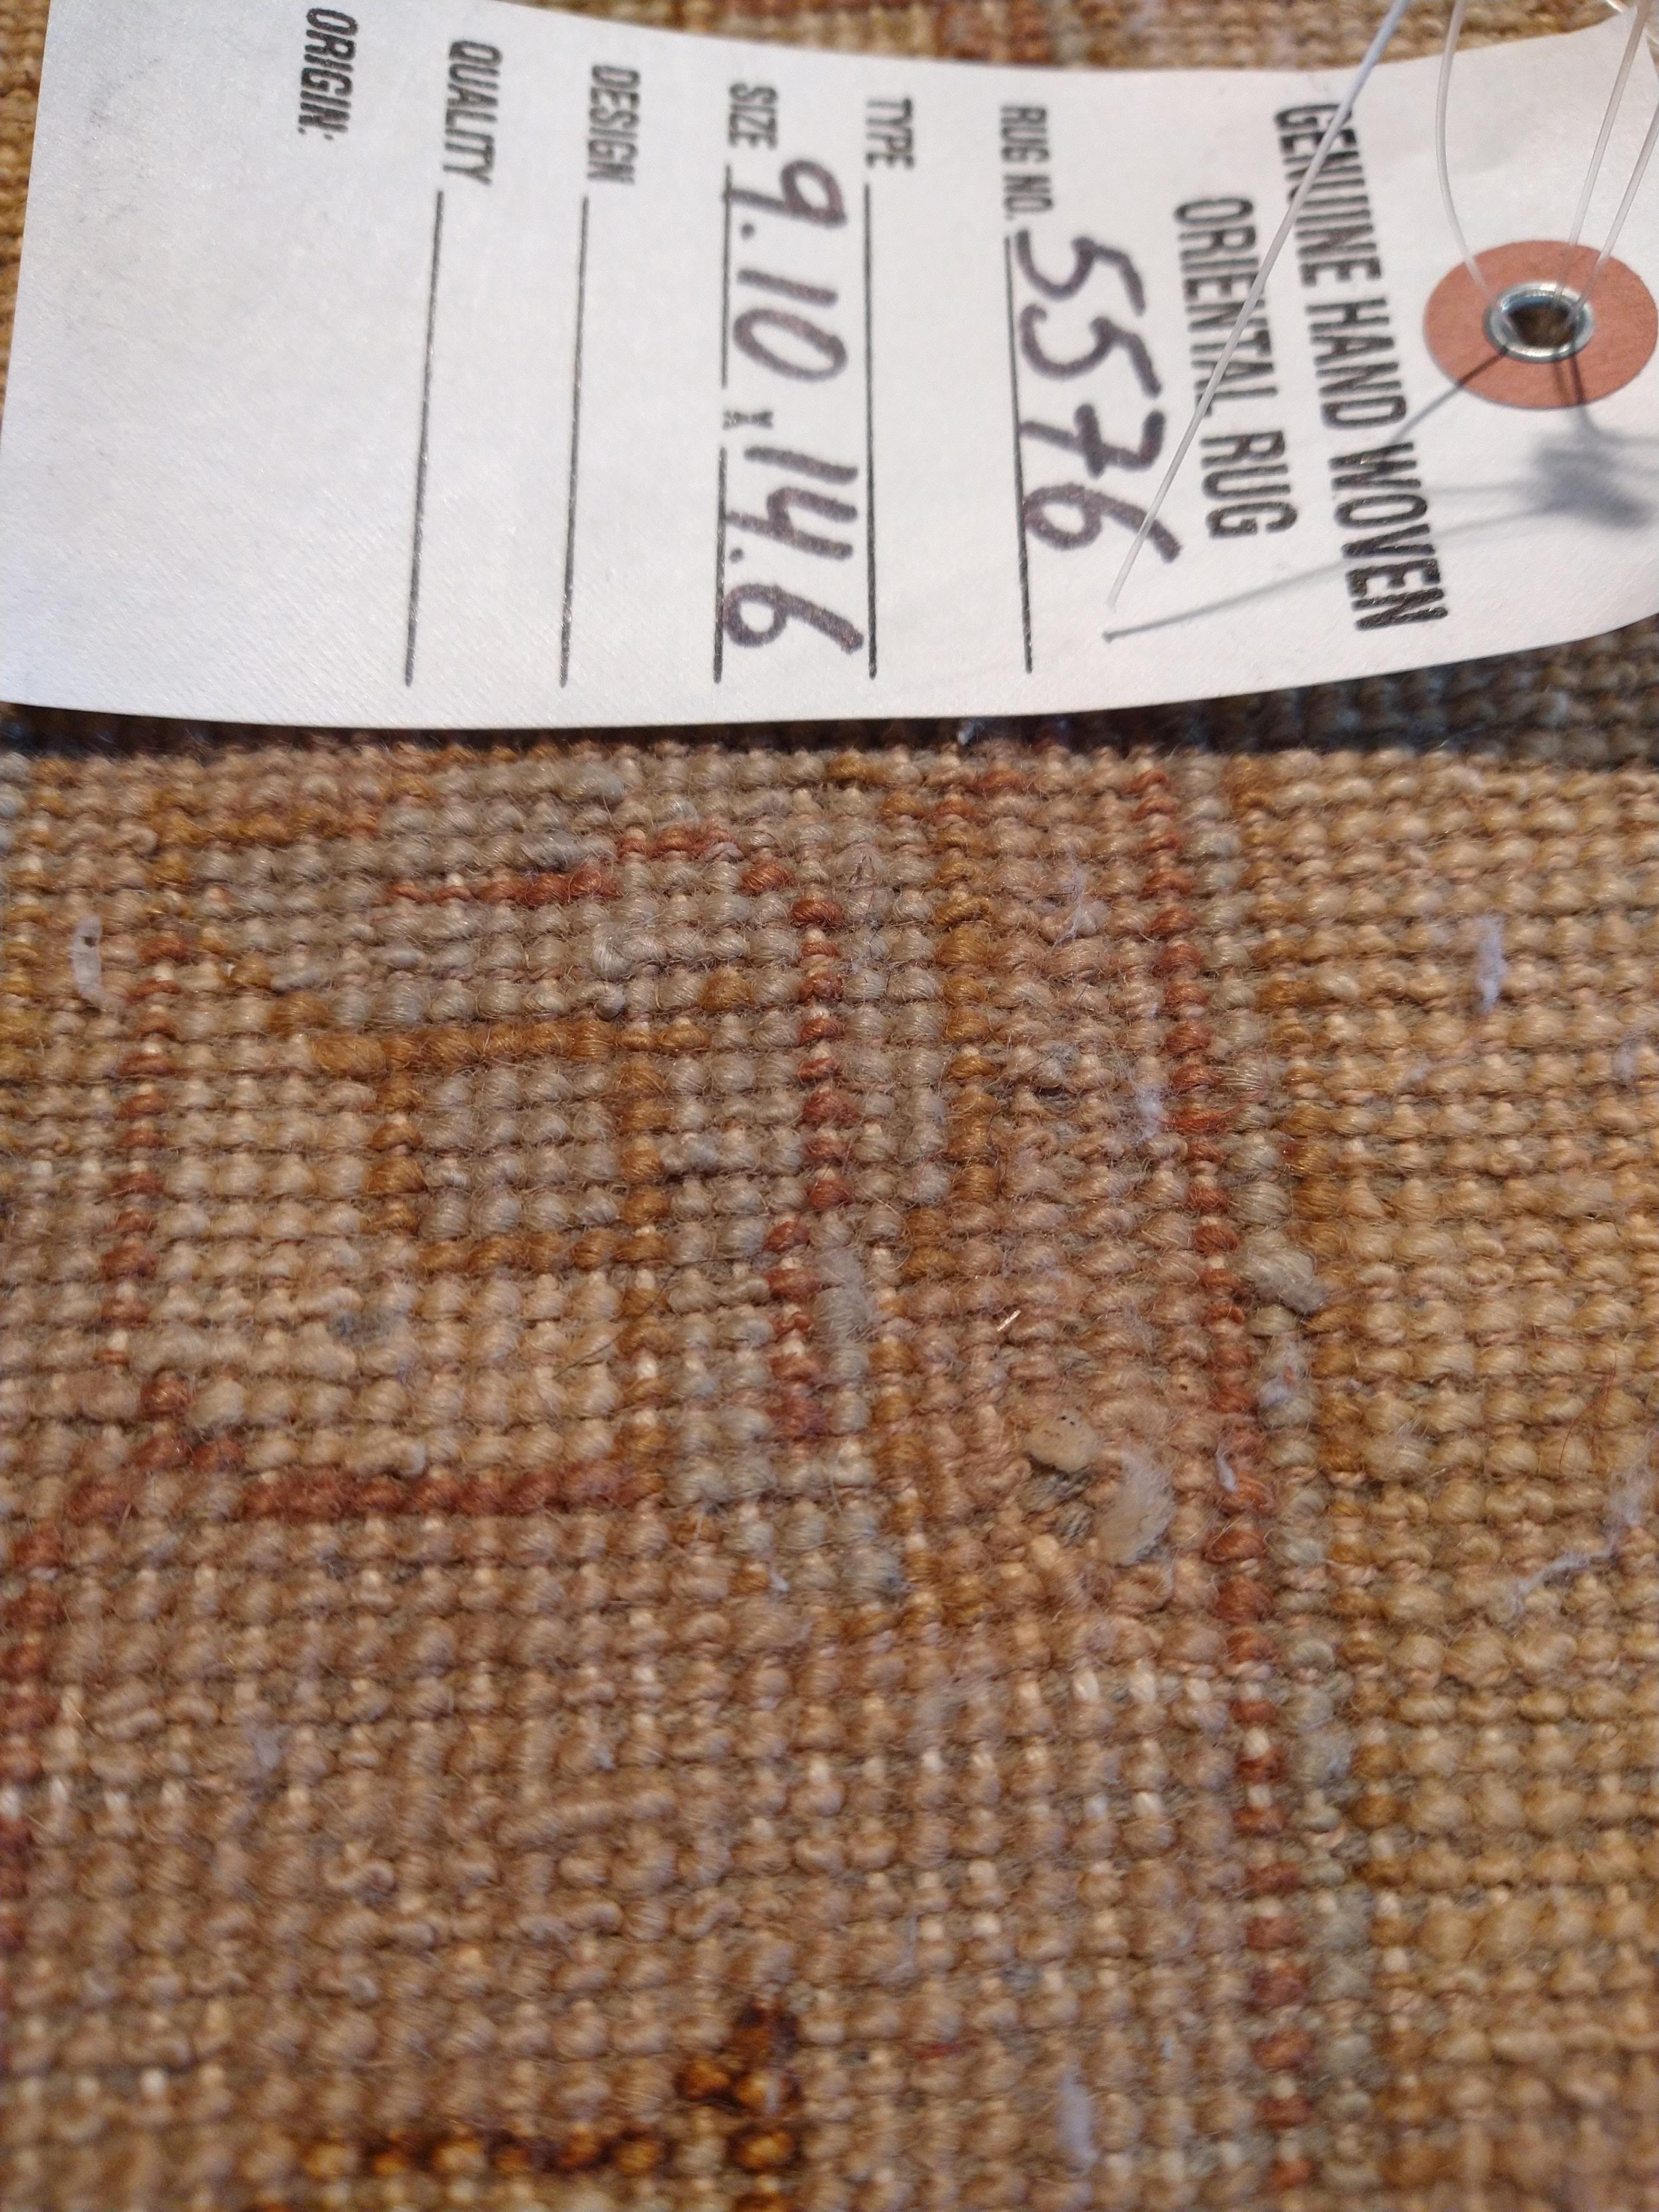 GENUINE HAND WOVEN
ORIENTAL RUG
RUG NO. 5576
TYPE
SIZE 9.10 x 14.6
DESIGN
QUALITY
ORIGIN: